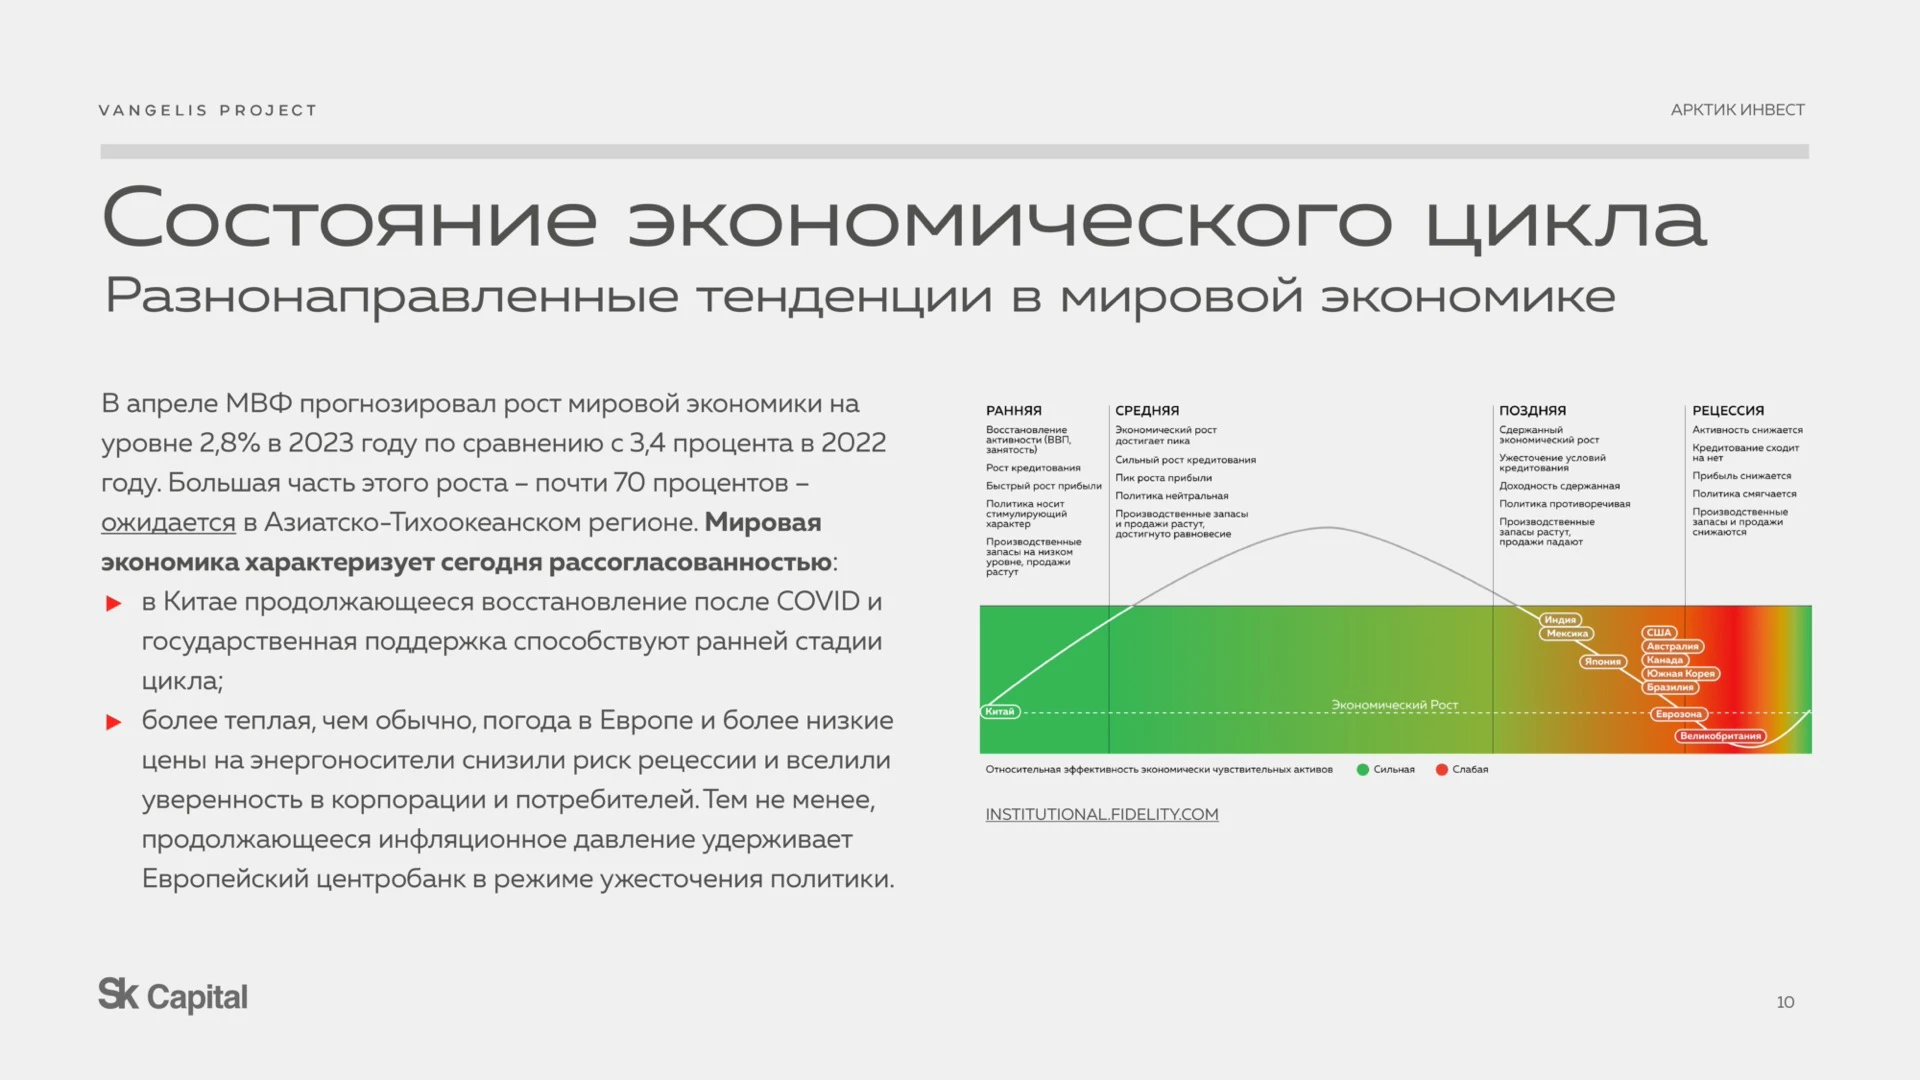 VANGELIS PROJECT
АРКТИК ИНВЕСТ
Состояние экономического цикла
Разнонаправленные тенденции в мировой экономике
В апреле МВФ прогнозировал рост мировой экономики на
уровне 2,8% в 2023 году по сравнению с 3,4 процента в 2022
году. Большая часть этого роста – почти 70 процентов –
ожидается в Азиатско-Тихоокеанском регионе. Мировая
экономика характеризует сегодня рассогласованностью:
► в Китае продолжающееся восстановление после COVID и
государственная поддержка способствуют ранней стадии
цикла;
► более теплая, чем обычно, погода в Европе и более низкие
цены на энергоносители снизили риск рецессии и вселили
уверенность в корпорации и потребителей. Тем не менее,
продолжающееся инфляционное давление удерживает
Европейский центробанк в режиме ужесточения политики.
РАННЯЯ
Восстановление
активности (ВВП,
занятость)
Рост кредитования
Быстрый рост прибыли
Политика носит
стимулирующий
характер
Производственные
запасы на низком
уровне, продажи
растут
СРЕДНЯЯ
Экономический рост
достигает пика
Сильный рост кредитования
Пик роста прибыли
Политика нейтральная
Производственные запасы
и продажи растут,
достигнуто равновесие
ПОЗДНЯЯ
Сдержанный
экономический рост
Ужесточение условий
кредитования
Доходность сдержанная
Политика противоречивая
Производственные
запасы растут,
продажи падают
РЕЦЕССИЯ
Активность снижается
Кредитование сходит
на нет
Прибыль снижается
Политика смягчается
Производственные
запасы и продажи
снижаются
Индия
Мексика
Япония
США
Австралия
Канада
Южная Корея
Бразилия
Экономический Рост
Китай
Еврозона
Великобритания
Относительная эффективность экономически чувствительных активов
Сильная
Слабая
INSTITUTIONAL.FIDELITY.COM
Sk Capital
10